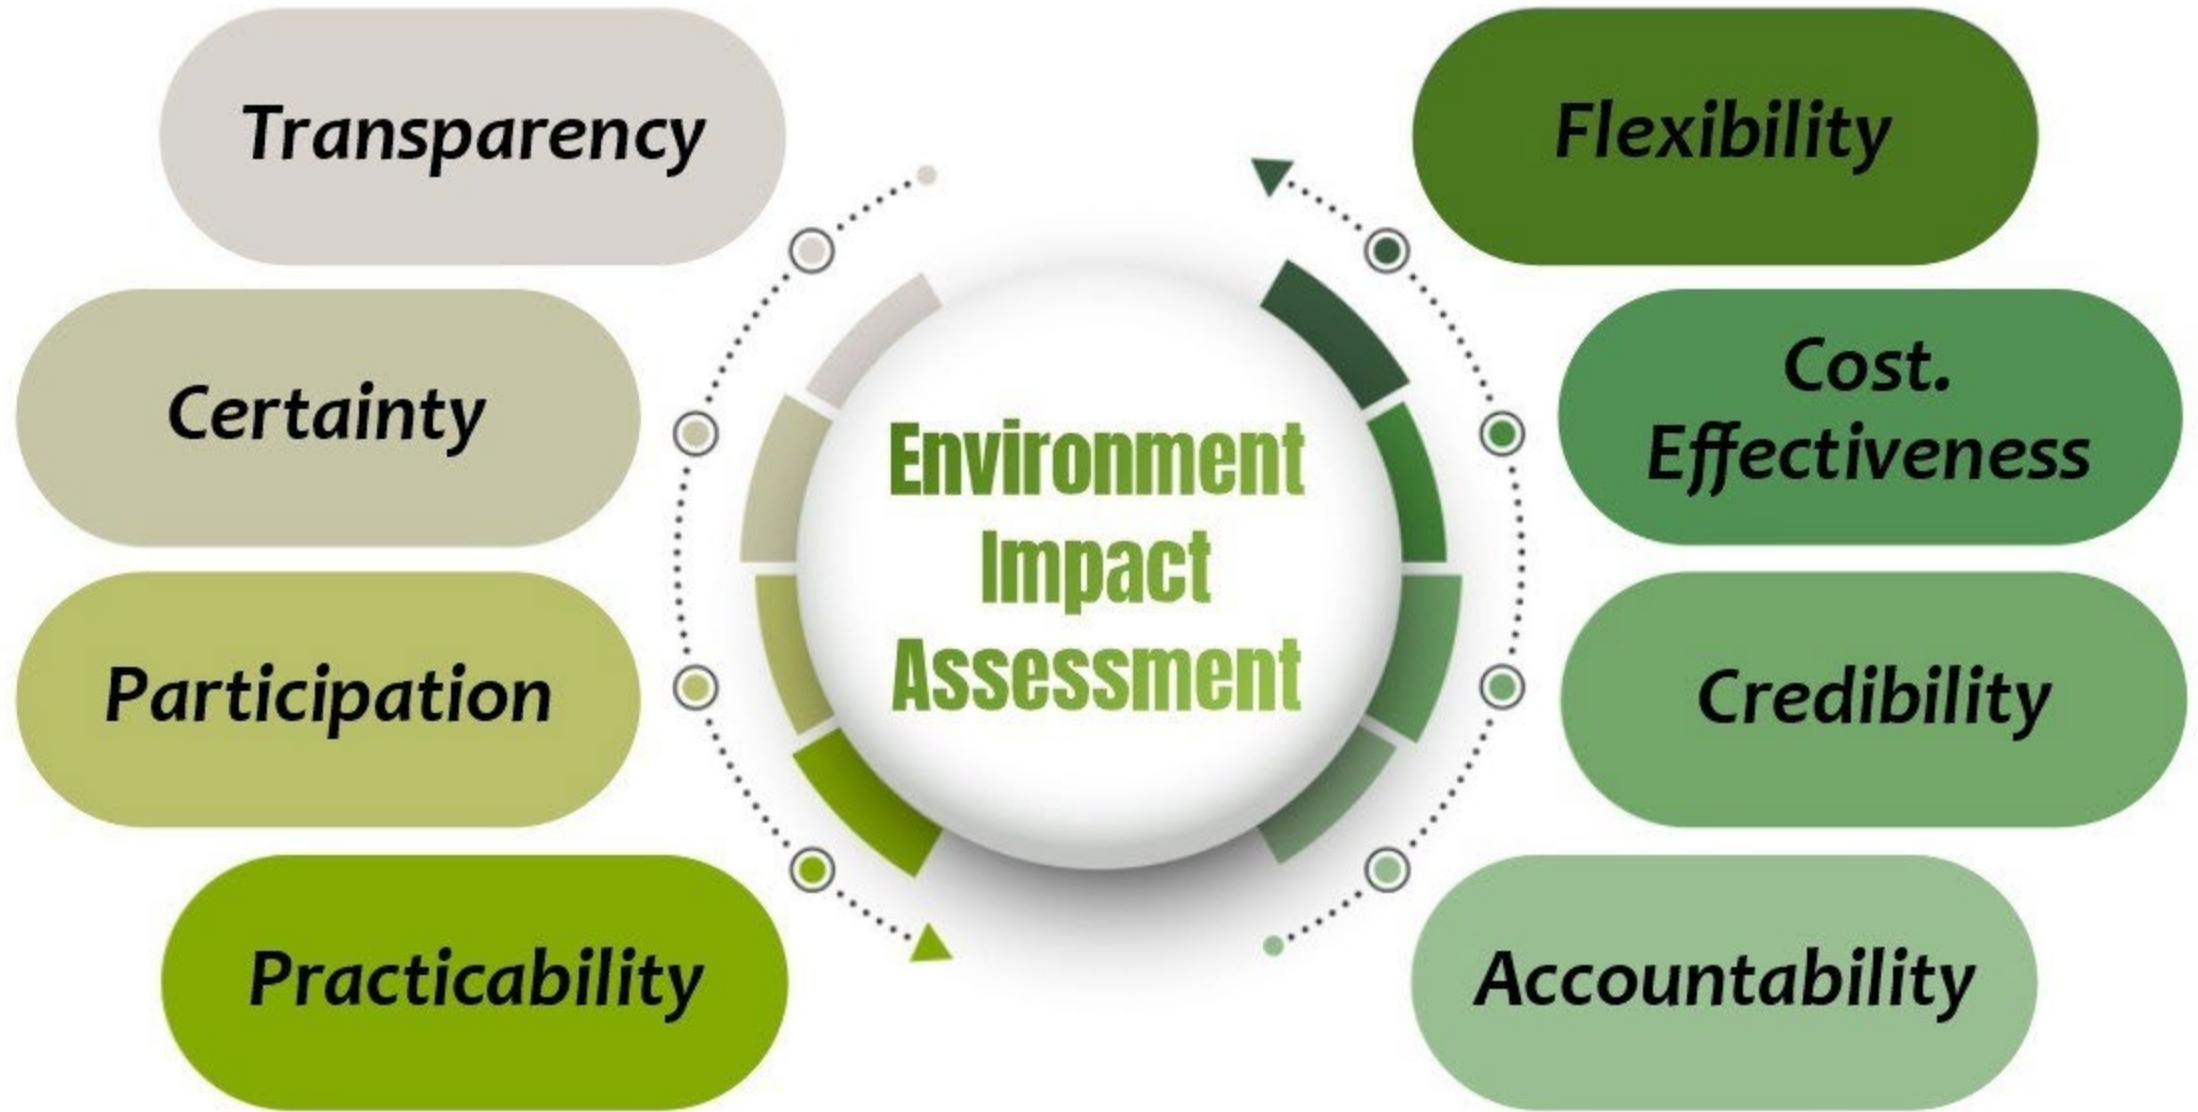 Transparency
Certainty
Participation
Practicability
Environment
Impact
Assessment
Flexibility
Cost.
Effectiveness
Credibility
Accountability